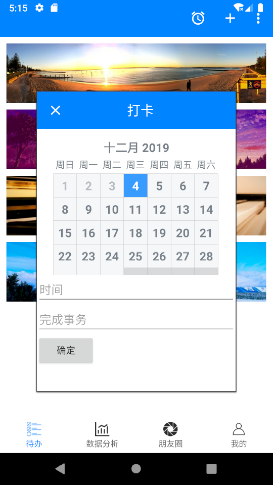 5:15
打卡
十二月 2019
周日 周一 周二 周三 周四 周五 周六
1 2 3 4 5 6 7
8 9 10 11 12 13 14
15 16 17 18 19 20 21
22 23 24 25 26 27 28
时间
完成事务
确定
待办 数据分析 朋友圈 我的